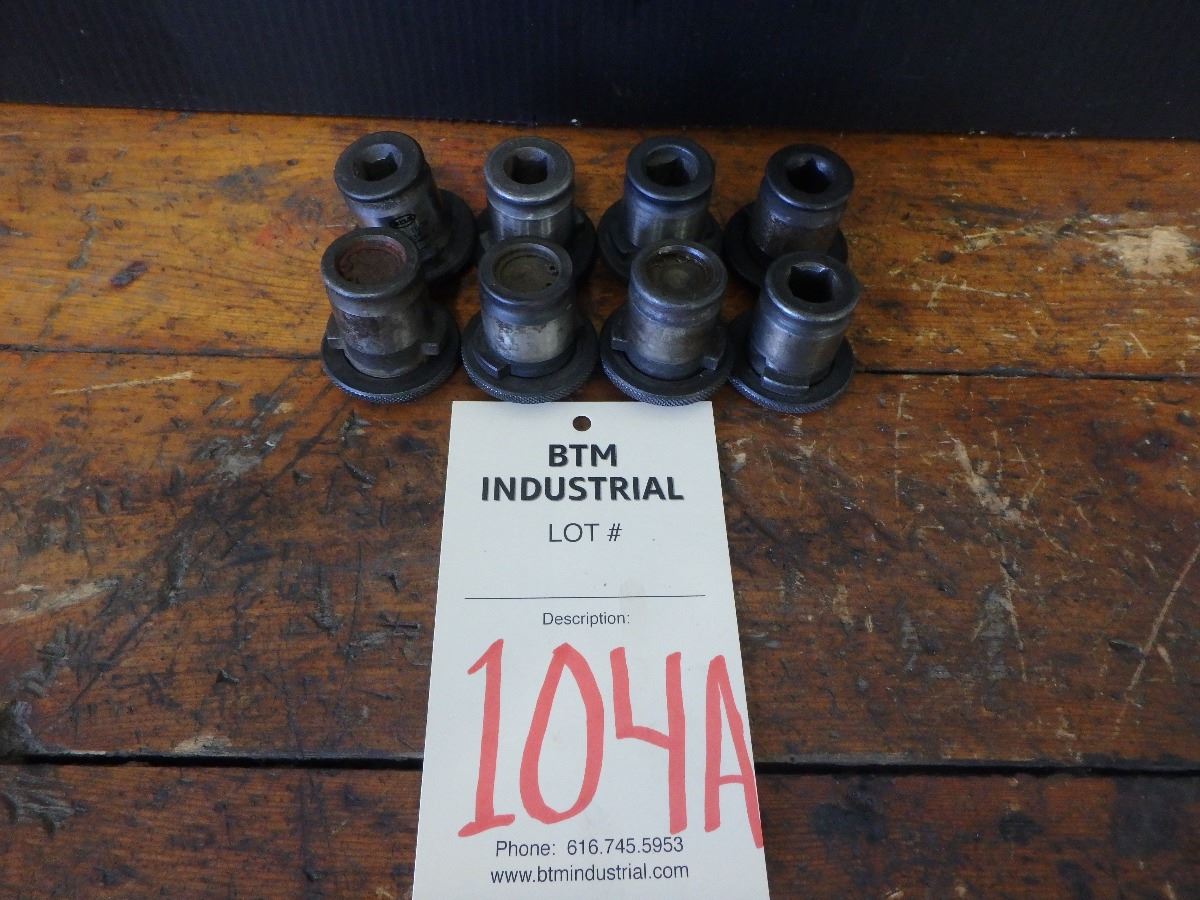 BTM
INDUSTRIAL
LOT #
Description:
104A
Phone: 616.745.5953
www.btmindustrial.com